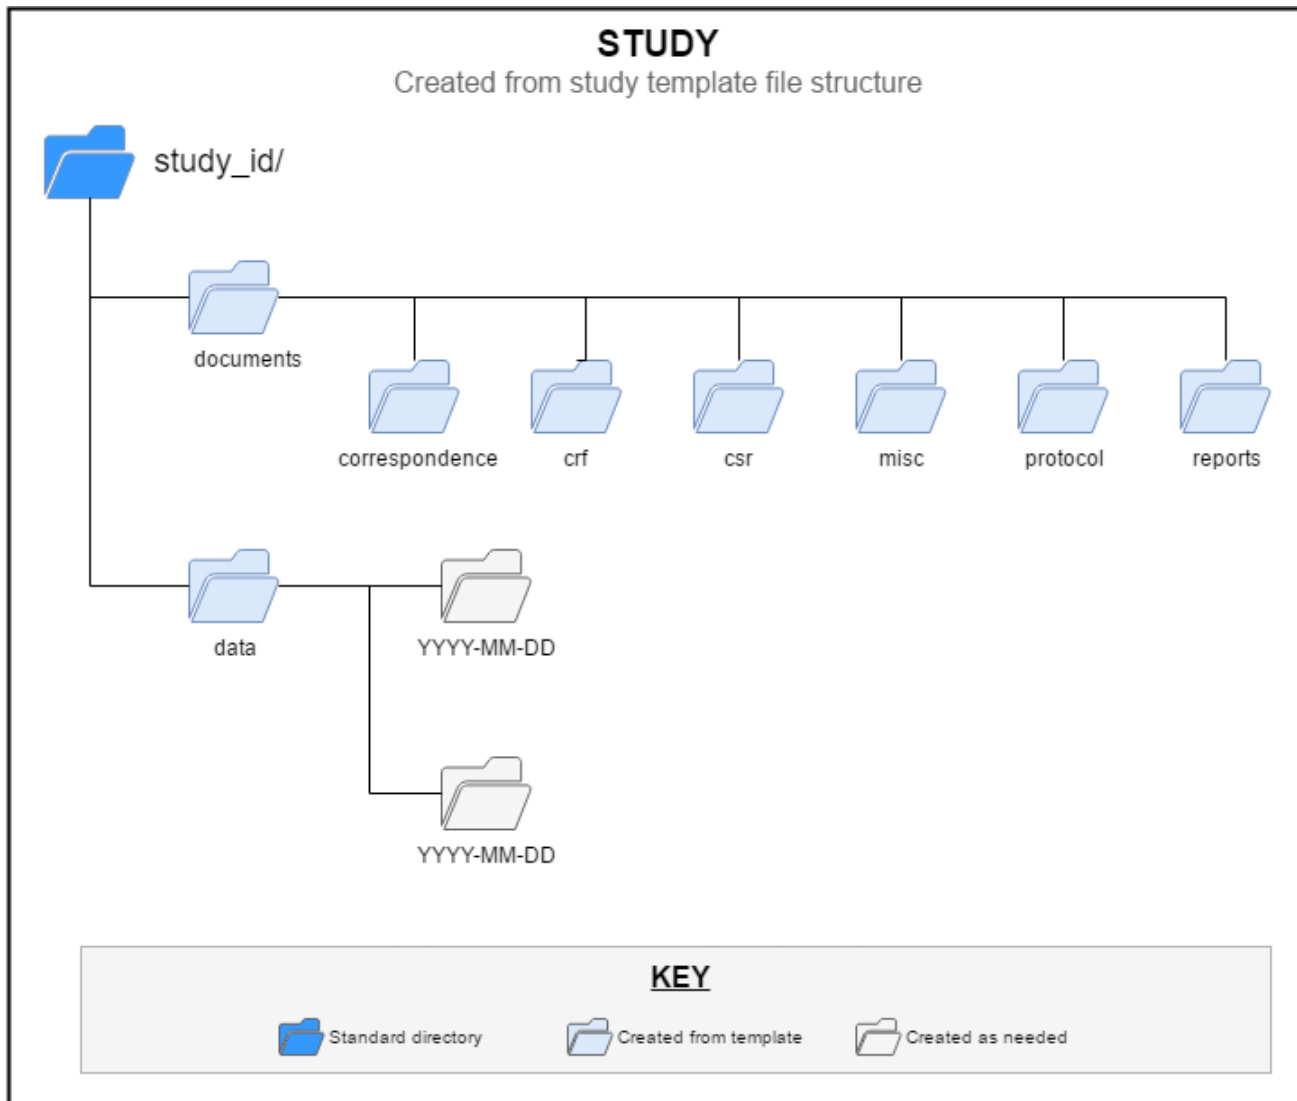 STUDY
Created from study template file structure
study_id/
documents
correspondence
crf
csr
misc
protocol
reports
data
YYYY-MM-DD
YYYY-MM-DD
KEY
Standard directory
Created from template
Created as needed